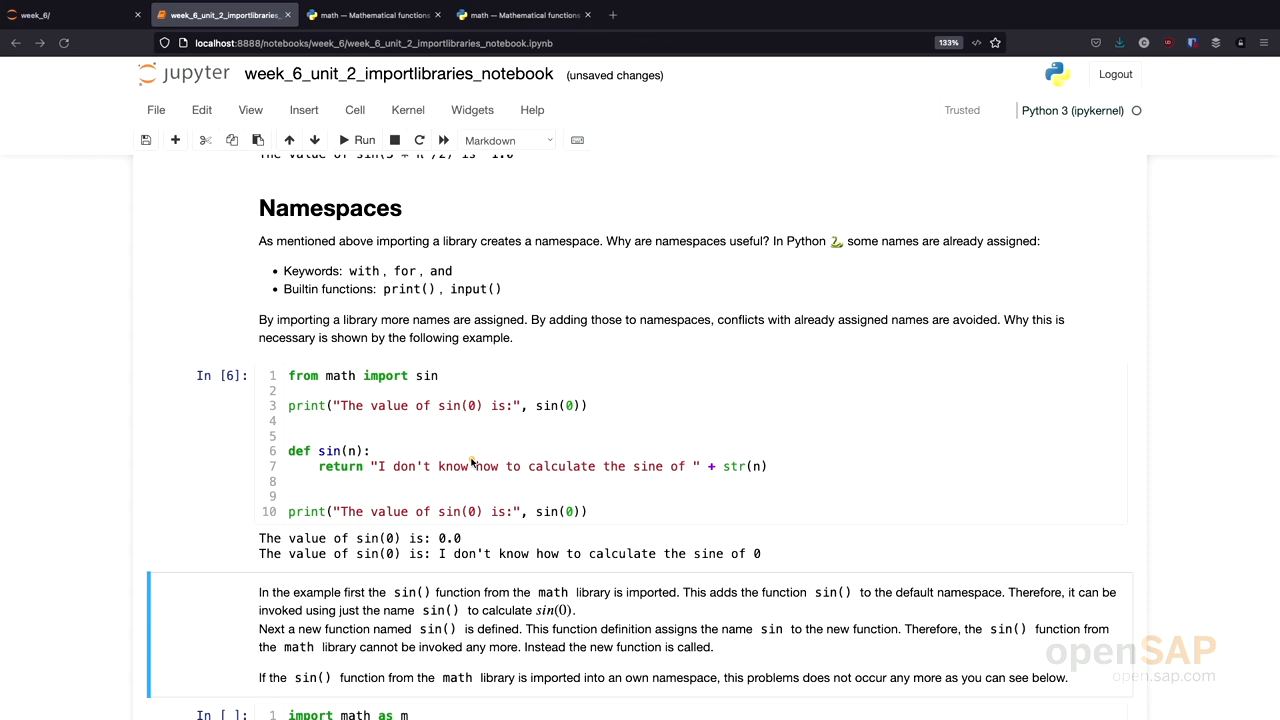 week_6/
week_6_unit_2_importlibraries_
math — Mathematical functions
math — Mathematical functions
localhost:8888/notebooks/week_6/week_6_unit_2_importlibraries_notebook.ipynb
133%
jupyter week_6_unit_2_importlibraries_notebook (unsaved changes)
Logout
File Edit View Insert Cell Kernel Widgets Help
Trusted Python 3 (ipykernel)
Run Markdown
The value of sin(3 * π /2) is -1.0
Namespaces
As mentioned above importing a library creates a namespace. Why are namespaces useful? In Python 🐍 some names are already assigned:
• Keywords: with , for , and
• Builtin functions: print() , input()
By importing a library more names are assigned. By adding those to namespaces, conflicts with already assigned names are avoided. Why this is
necessary is shown by the following example.
In [6]: 1 from math import sin
2
3 print("The value of sin(0) is:", sin(0))
4
5
6 def sin(n):
7     return "I don't know how to calculate the sine of " + str(n)
8
9
10 print("The value of sin(0) is:", sin(0))
The value of sin(0) is: 0.0
The value of sin(0) is: I don't know how to calculate the sine of 0
In the example first the sin() function from the math library is imported. This adds the function sin() to the default namespace. Therefore, it can be
invoked using just the name sin() to calculate sin(0).
Next a new function named sin() is defined. This function definition assigns the name sin to the new function. Therefore, the sin() function from
the math library cannot be invoked any more. Instead the new function is called.
If the sin() function from the math library is imported into an own namespace, this problems does not occur any more as you can see below.
openSAP
open.sap.com
In [ ]: 1 import math as m